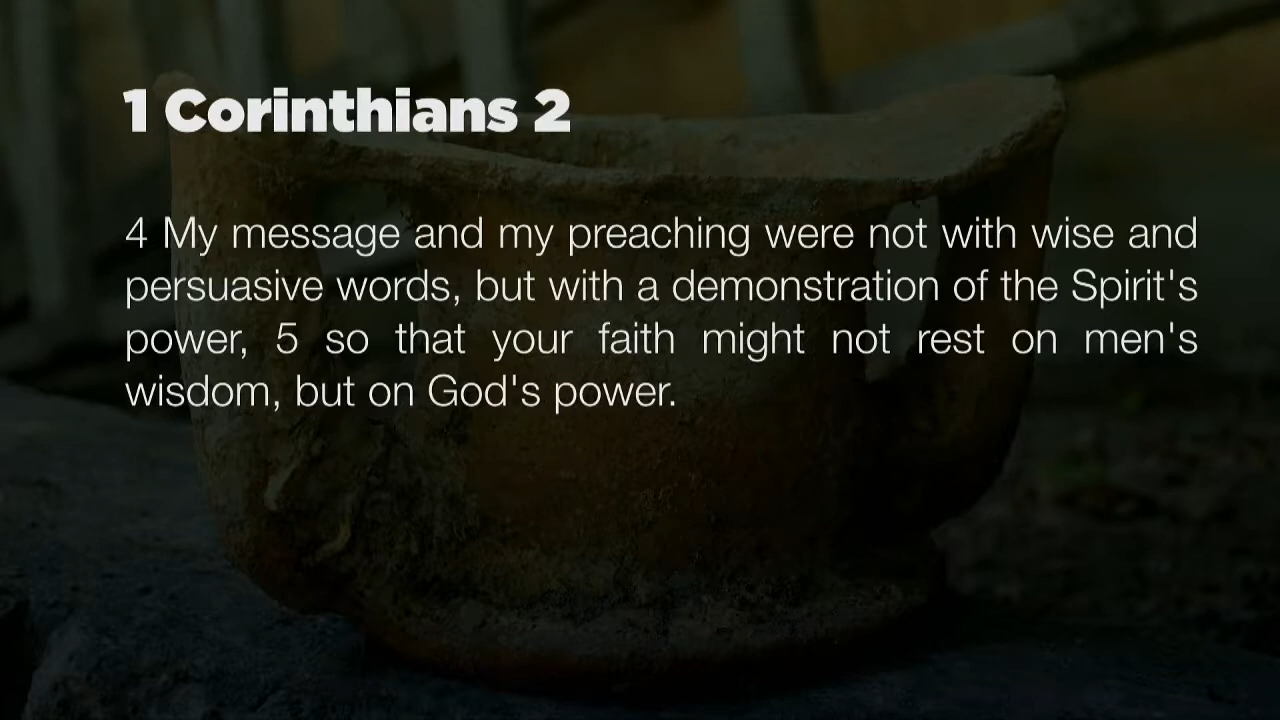 1 Corinthians 2
4 My message and my preaching were not with wise and
persuasive words, but with a demonstration of the Spirit's
power, 5 so that your faith might not rest on men's
wisdom, but on God's power.